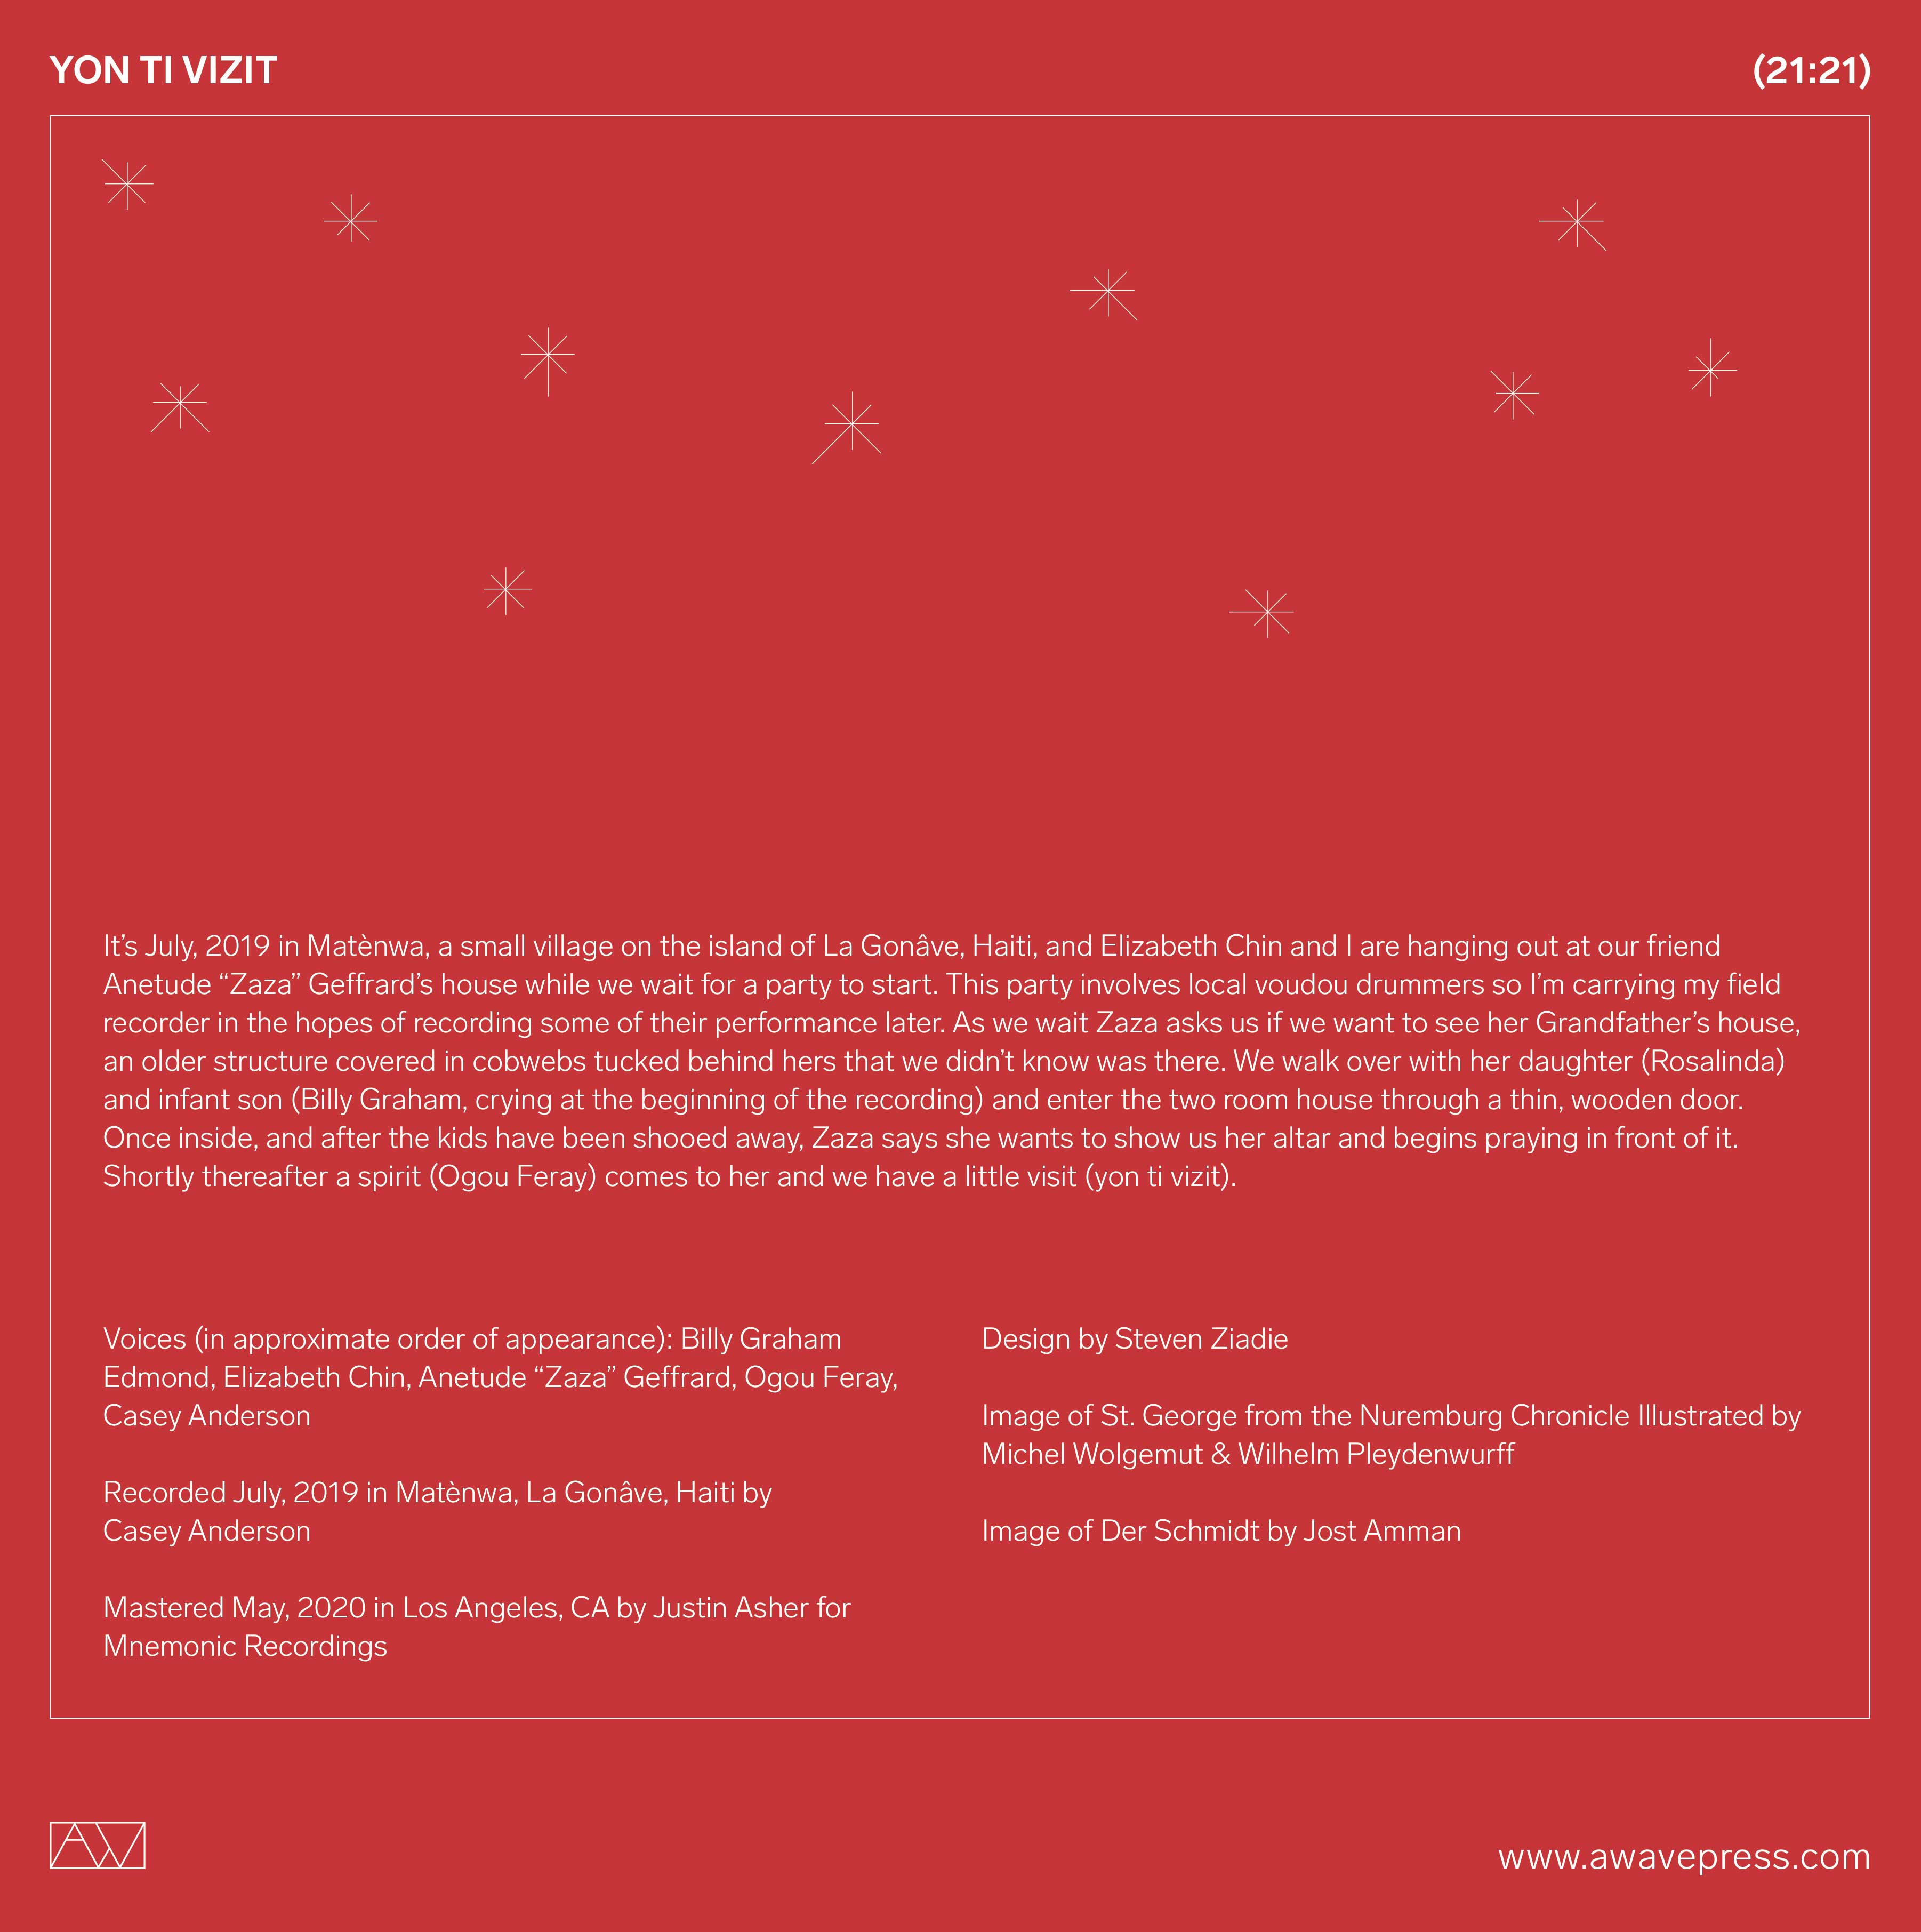 YON TI VIZIT
(21:21)
It’s July, 2019 in Matènwa, a small village on the island of La Gonâve, Haiti, and Elizabeth Chin and I are hanging out at our friend
Anetude “Zaza” Geffrard’s house while we wait for a party to start. This party involves local voudou drummers so I’m carrying my field
recorder in the hopes of recording some of their performance later. As we wait Zaza asks us if we want to see her Grandfather’s house,
an older structure covered in cobwebs tucked behind hers that we didn’t know was there. We walk over with her daughter (Rosalinda)
and infant son (Billy Graham, crying at the beginning of the recording) and enter the two room house through a thin, wooden door.
Once inside, and after the kids have been shooed away, Zaza says she wants to show us her altar and begins praying in front of it.
Shortly thereafter a spirit (Ogou Feray) comes to her and we have a little visit (yon ti vizit).
Voices (in approximate order of appearance): Billy Graham
Edmond, Elizabeth Chin, Anetude “Zaza” Geffrard, Ogou Feray,
Casey Anderson
Recorded July, 2019 in Matènwa, La Gonâve, Haiti by
Casey Anderson
Mastered May, 2020 in Los Angeles, CA by Justin Asher for
Mnemonic Recordings
Design by Steven Ziadie
Image of St. George from the Nuremburg Chronicle Illustrated by
Michel Wolgemut & Wilhelm Pleydenwurff
Image of Der Schmidt by Jost Amman
AW
www.awavepress.com